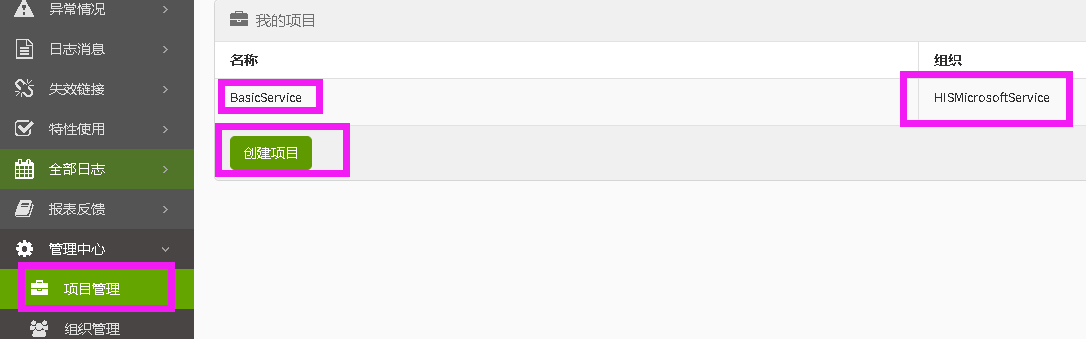 异常情况
日志消息
失效链接
特性使用
全部日志
报表反馈
管理中心
项目管理
组织管理
我的项目
名称 组织
BasicService HISMicrosoftService
创建项目